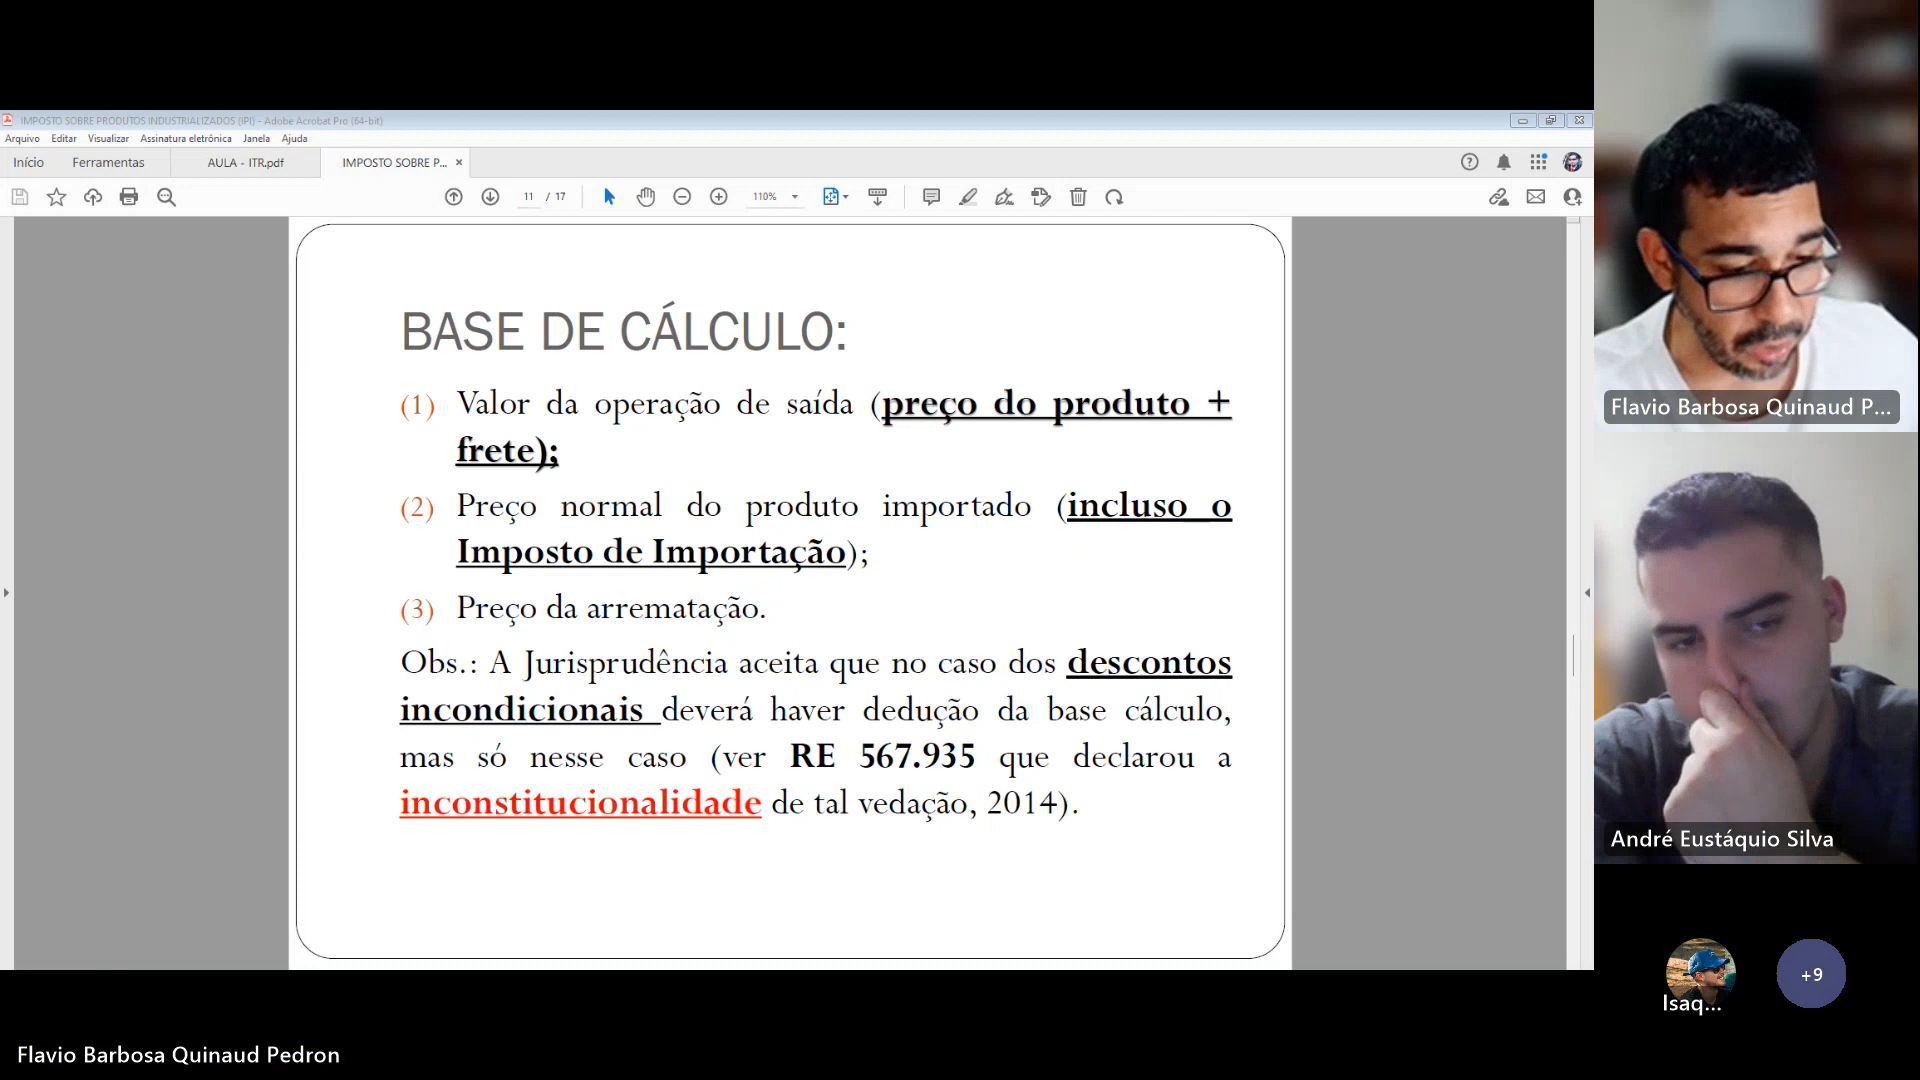 IMPOSTO SOBRE PRODUTOS INDUSTRIALIZADOS (IPI) - Adobe Acrobat Pro (64-bit)
Arquivo Editar Visualizar Assinatura eletrônica Janela Ajuda
Início Ferramentas AULA - ITR.pdf IMPOSTO SOBRE P... ×
11 / 17 110%
BASE DE CÁLCULO:
(1) Valor da operação de saída (preço do produto +
frete);
(2) Preço normal do produto importado (incluso o
Imposto de Importação);
(3) Preço da arrematação.
Obs.: A Jurisprudência aceita que no caso dos descontos
incondicionais deverá haver dedução da base cálculo,
mas só nesse caso (ver RE 567.935 que declarou a
inconstitucionalidade de tal vedação, 2014).
Flavio Barbosa Quinaud P...
André Eustáquio Silva
Isaq...
+9
Flavio Barbosa Quinaud Pedron